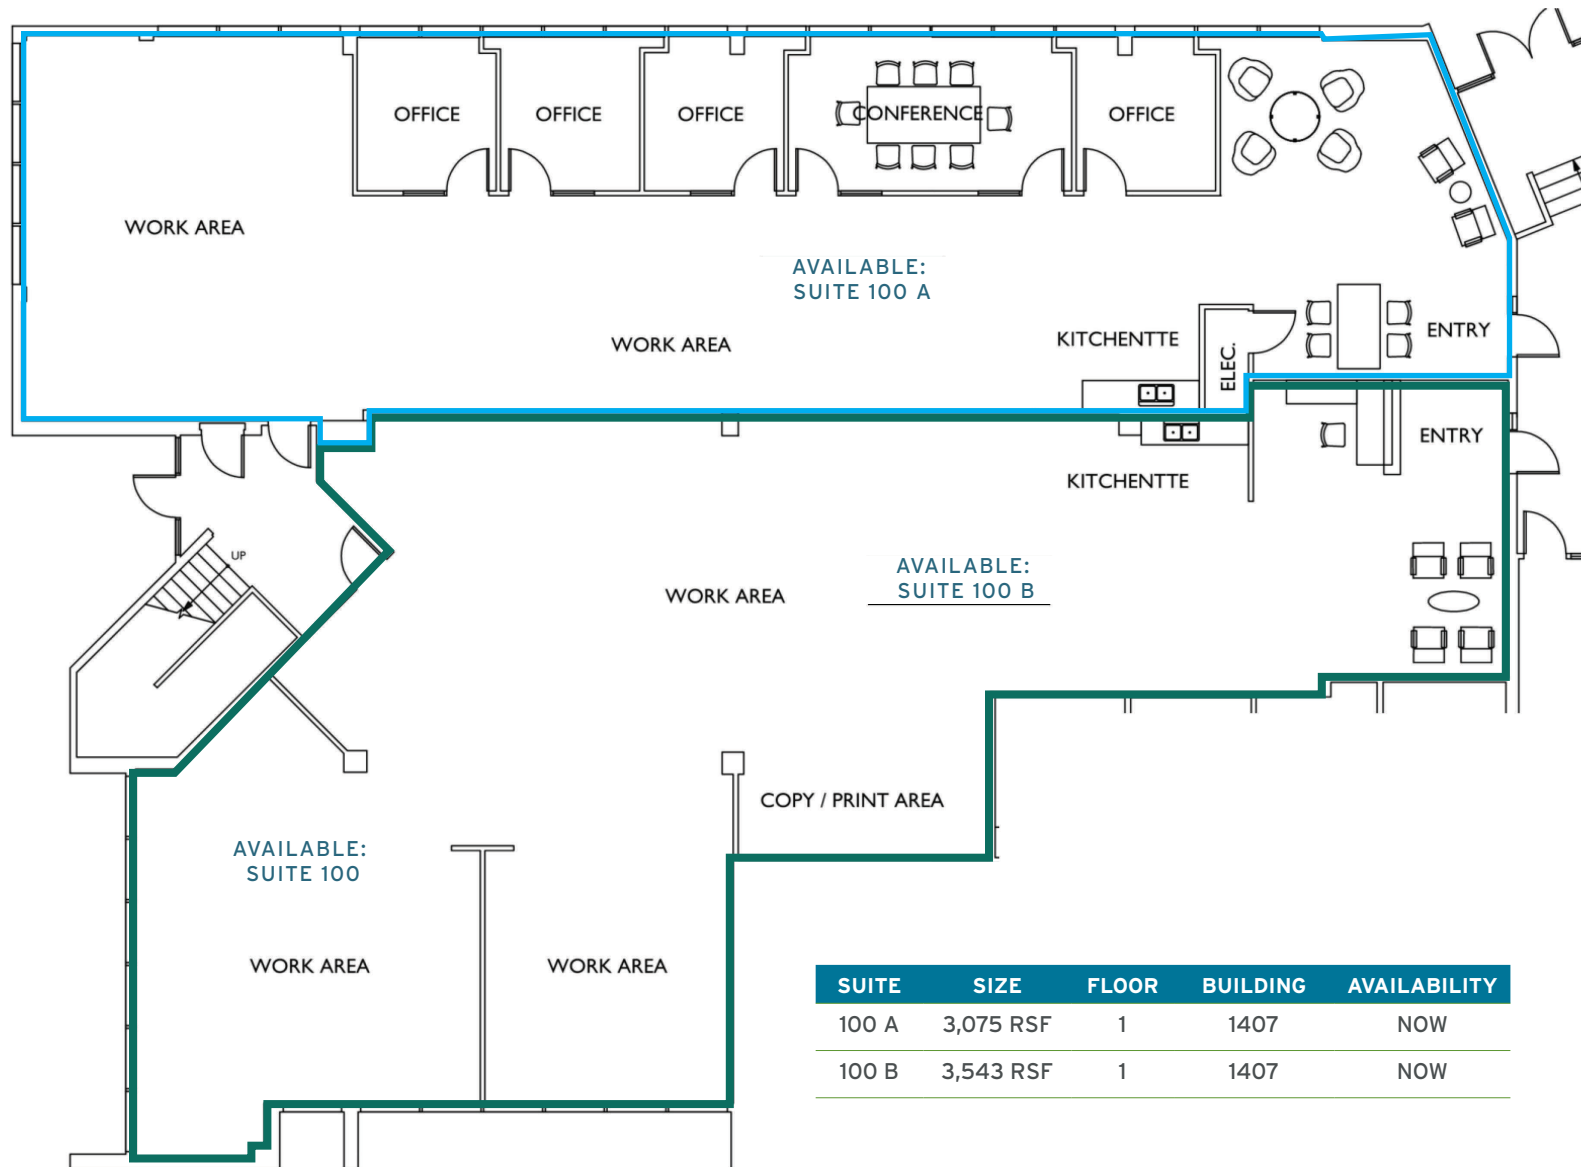 OFFICE
OFFICE
OFFICE
CONFERENCE
OFFICE
WORK AREA
AVAILABLE:
SUITE 100 A
WORK AREA
KITCHENTTE
ELEC.
ENTRY
ENTRY
KITCHENTTE
UP
AVAILABLE:
SUITE 100 B
WORK AREA
COPY / PRINT AREA
AVAILABLE:
SUITE 100
WORK AREA
WORK AREA
SUITE SIZE FLOOR BUILDING AVAILABILITY
100 A 3,075 RSF 1 1407 NOW
100 B 3,543 RSF 1 1407 NOW